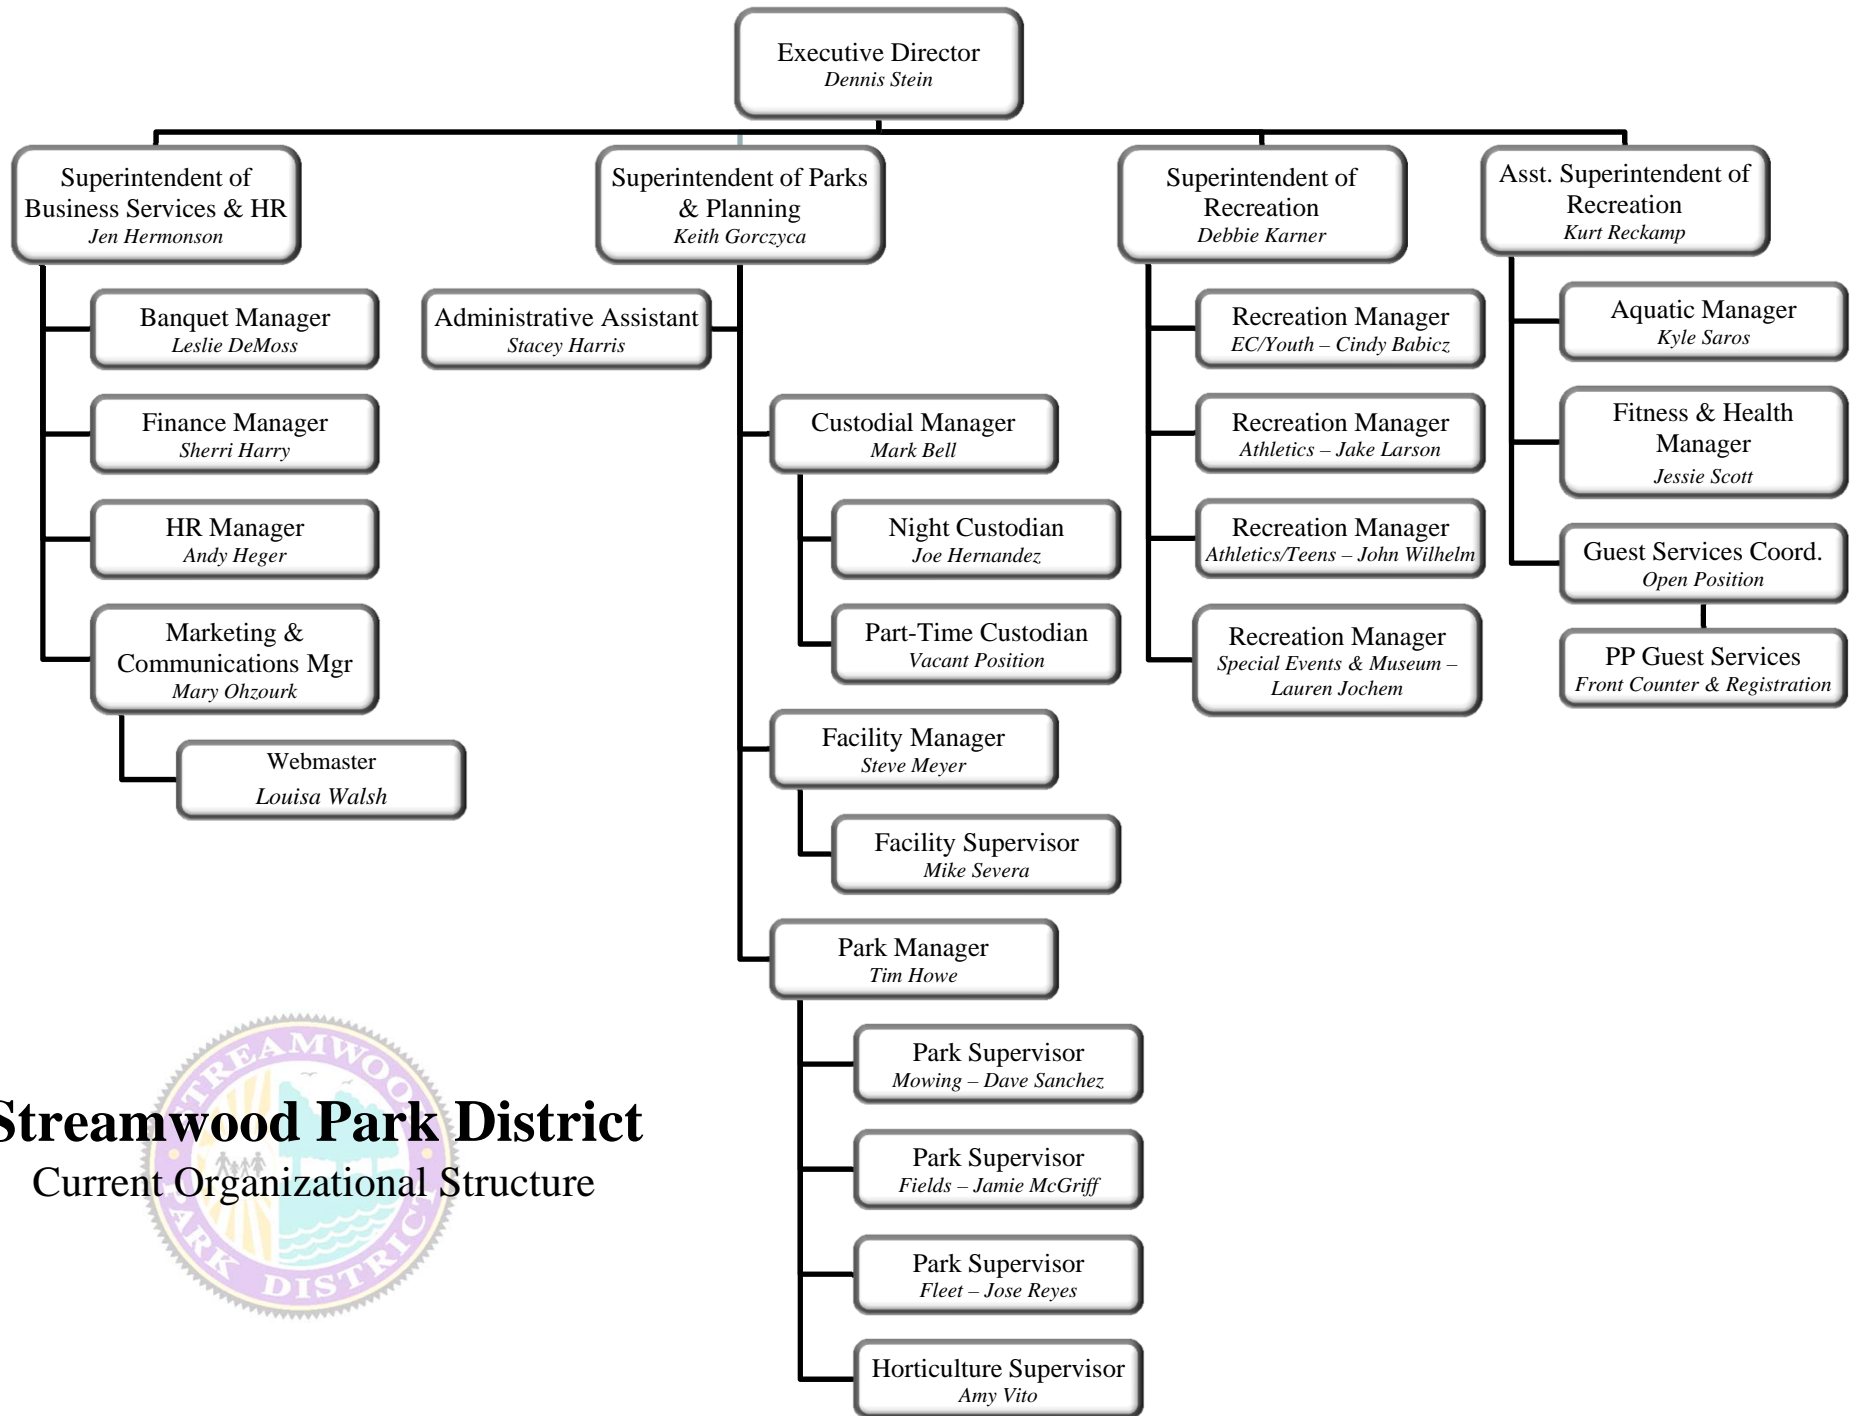 Executive Director
Dennis Stein
Superintendent of
Business Services & HR
Jen Hermonson
Banquet Manager
Leslie DeMoss
Finance Manager
Sherri Harry
HR Manager
Andy Heger
Marketing &
Communications Mgr
Mary Ohzourk
Webmaster
Louisa Walsh
Superintendent of Parks
& Planning
Keith Gorczyca
Administrative Assistant
Stacey Harris
Custodial Manager
Mark Bell
Night Custodian
Joe Hernandez
Part-Time Custodian
Vacant Position
Facility Manager
Steve Meyer
Facility Supervisor
Mike Severa
Park Manager
Tim Howe
Park Supervisor
Mowing – Dave Sanchez
Park Supervisor
Fields – Jamie McGriff
Park Supervisor
Fleet – Jose Reyes
Horticulture Supervisor
Amy Vito
Superintendent of
Recreation
Debbie Karner
Recreation Manager
EC/Youth – Cindy Babicz
Recreation Manager
Athletics – Jake Larson
Recreation Manager
Athletics/Teens – John Wilhelm
Recreation Manager
Special Events & Museum –
Lauren Jochem
Asst. Superintendent of
Recreation
Kurt Reckamp
Aquatic Manager
Kyle Saros
Fitness & Health
Manager
Jessie Scott
Guest Services Coord.
Open Position
PP Guest Services
Front Counter & Registration
STREAMWOOD
PARK DISTRICT
Streamwood Park District
Current Organizational Structure